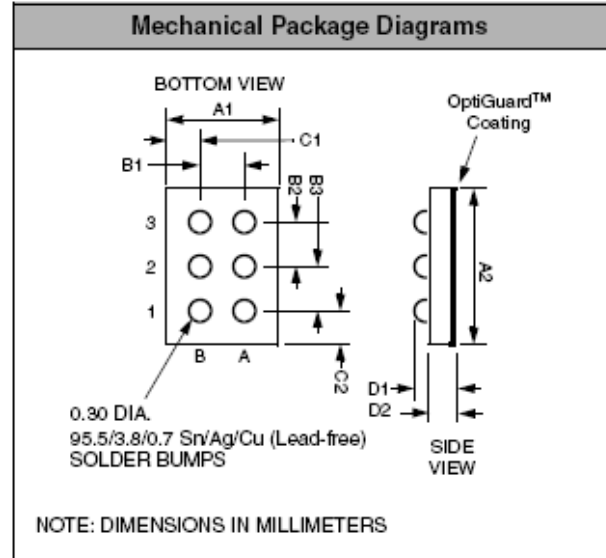 Mechanical Package Diagrams
BOTTOM VIEW
A1
C1
B1
B2
B3
OptiGuard™
Coating
3
2
1
B A
C2
A2
D1
D2
0.30 DIA.
95.5/3.8/0.7 Sn/Ag/Cu (Lead-free)
SOLDER BUMPS
SIDE
VIEW
NOTE: DIMENSIONS IN MILLIMETERS